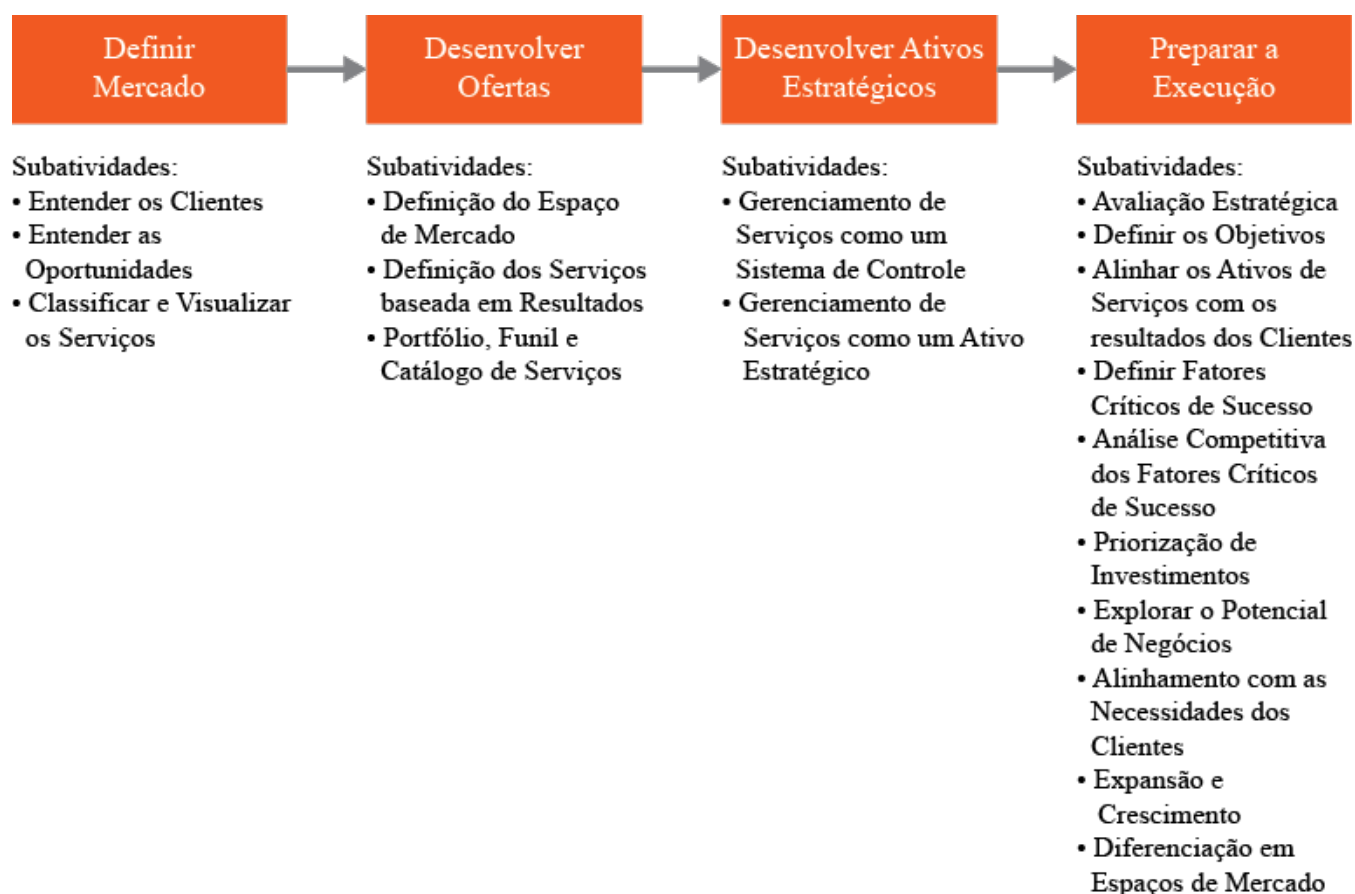 Definir
Mercado
Desenvolver
Ofertas
Desenvolver Ativos
Estratégicos
Preparar a
Execução
Subatividades:
• Entender os Clientes
• Entender as
Oportunidades
• Classificar e Visualizar
os Serviços
Subatividades:
• Definição do Espaço
de Mercado
• Definição dos Serviços
baseada em Resultados
• Portfólio, Funil e
Catálogo de Serviços
Subatividades:
• Gerenciamento de
Serviços como um
Sistema de Controle
• Gerenciamento de
Serviços como um Ativo
Estratégico
Subatividades:
• Avaliação Estratégica
• Definir os Objetivos
• Alinhar os Ativos de
Serviços com os
resultados dos Clientes
• Definir Fatores
Críticos de Sucesso
• Análise Competitiva
dos Fatores Críticos
de Sucesso
• Priorização de
Investimentos
• Explorar o Potencial
de Negócios
• Alinhamento com as
Necessidades dos
Clientes
• Expansão e
Crescimento
• Diferenciação em
Espaços de Mercado